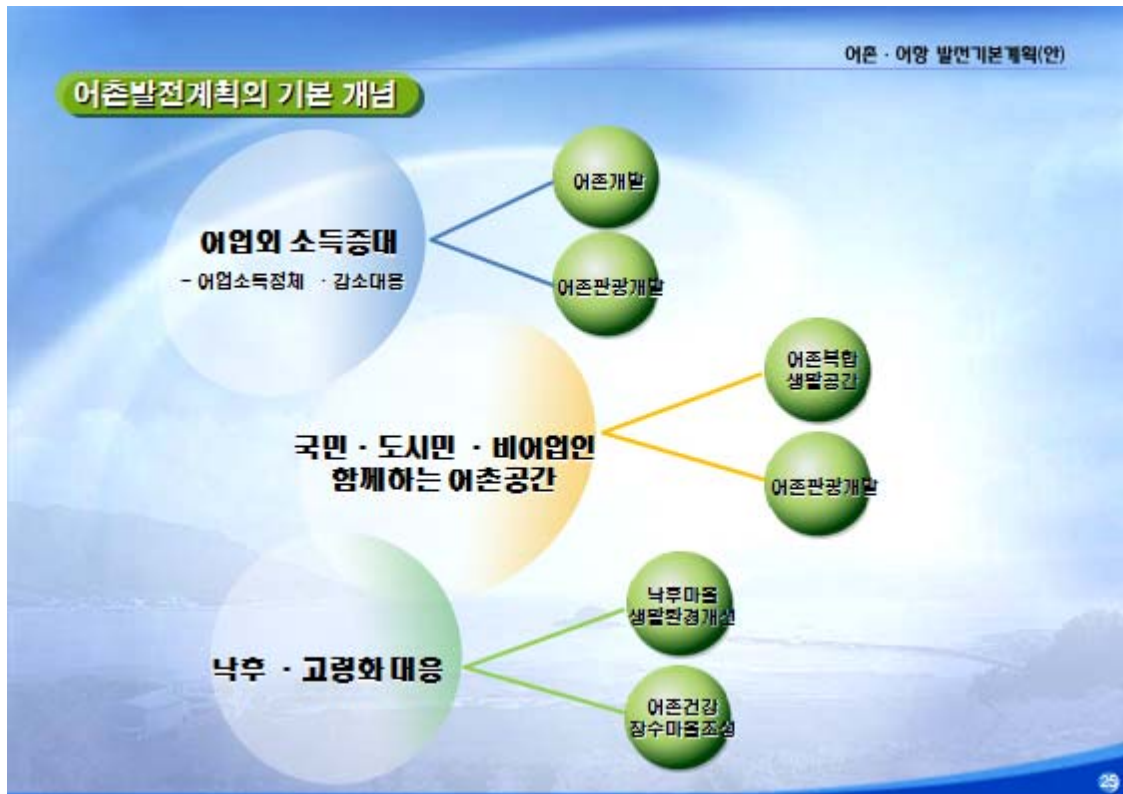 어촌 · 어항 발전기본계획(안)
어촌발전계획의 기본 개념
어업외 소득증대
- 어업소득정체 · 감소대응
어촌개발
어촌관광개발
국민 · 도시민 · 비어업인
함께하는 어촌공간
어촌복합
생활공간
어촌관광개발
낙후 · 고령화 대응
낙후마을
생활환경개선
어촌건강
장수마을조성
25